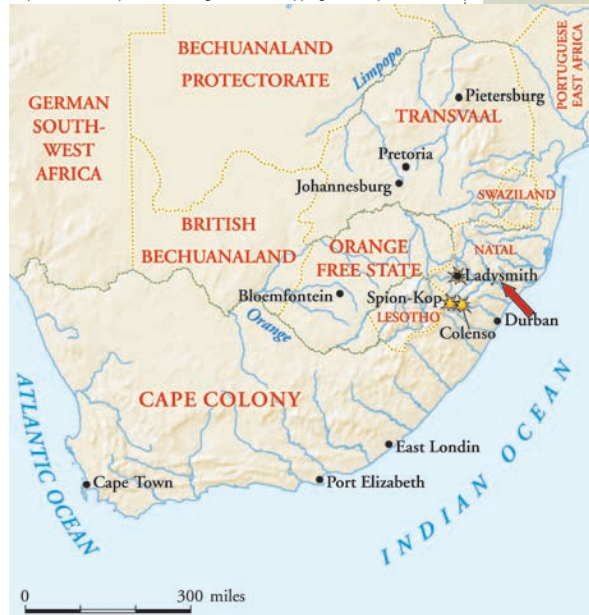 BECHUANALAND
PROTECTORATE
Limpopo
PORTUGUESE
EAST AFRICA
GERMAN
SOUTH-
WEST
AFRICA
Pietersburg
TRANSVAAL
Pretoria
Johannesburg
SWAZILAND
BRITISH
BECHUANALAND
ORANGE
FREE STATE
NATAL
Ladysmith
Bloemfontein
Spion-Kop
LESOTHO
Orange
Colenso
Durban
CAPE COLONY
ATLANTIC OCEAN
INDIAN OCEAN
East Londin
Cape Town
Port Elizabeth
0
300 miles